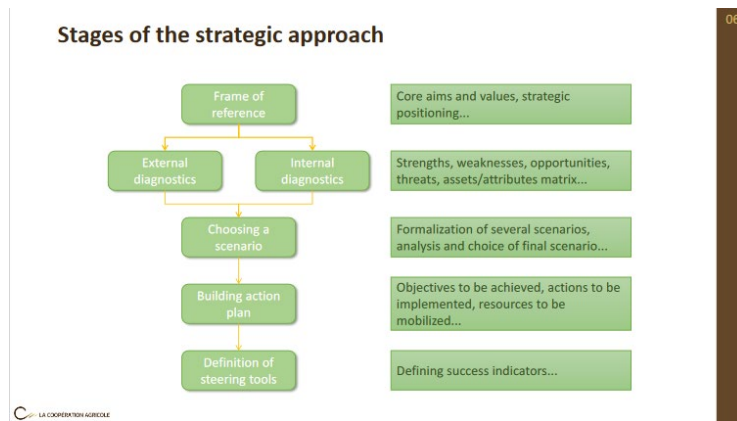 Stages of the strategic approach
06
Frame of
reference
Core aims and values, strategic
positioning...
External
diagnostics
Internal
diagnostics
Strengths, weaknesses, opportunities,
threats, assets/attributes matrix...
Choosing a
scenario
Formalization of several scenarios,
analysis and choice of final scenario...
Building action
plan
Objectives to be achieved, actions to be
implemented, resources to be
mobilized...
Definition of
steering tools
Defining success indicators...
LA COOPÉRATION AGRICOLE